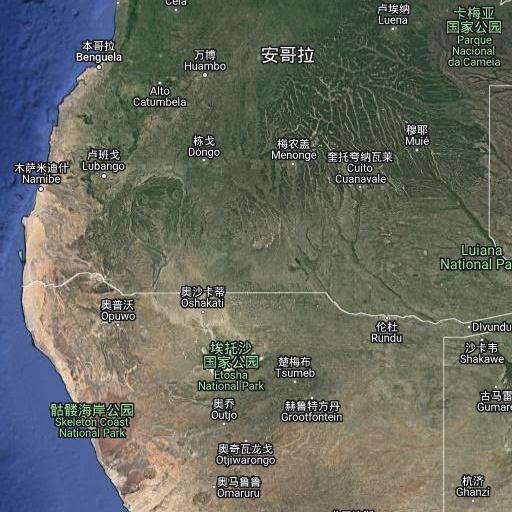 Cela
卢埃纳
Luena
卡梅亚
国家公园
Parque
Nacional
da Cameia
本哥拉
Benguela
万博
Huambo
安哥拉
Alto
Catumbela
穆耶
Muié
栋戈
Dongo
梅农盖
Menongue
奎托夸纳瓦莱
Cuito
Cuanavale
卢班戈
Lubango
木萨米迪什
Namibe
Luiana
National Pa
奥沙卡蒂
Oshakati
奥普沃
Opuwo
伦杜
Rundu
Divundu
沙卡韦
Shakawe
埃托沙
国家公园
Etosha
National Park
楚梅布
Tsumeb
古马雷
Gumare
骷髅海岸公园
Skeleton Coast
National Park
奥乔
Outjo
赫鲁特方丹
Grootfontein
奥奇瓦龙戈
Otjiwarongo
奥马鲁鲁
Omaruru
杭济
Ghanzi